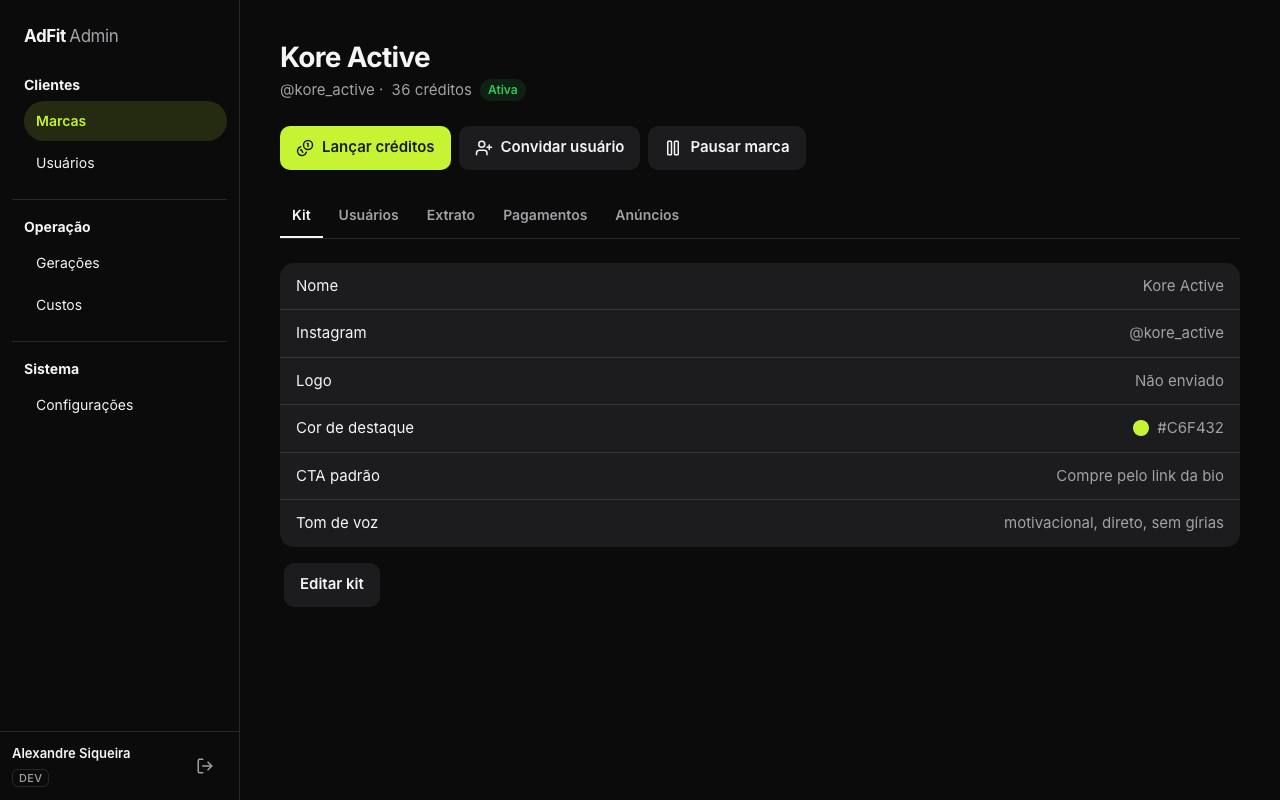 AdFit Admin
Clientes
Marcas
Usuários
Operação
Gerações
Custos
Sistema
Configurações
Alexandre Siqueira
DEV
Kore Active
@kore_active · 36 créditos Ativa
Lançar créditos Convidar usuário Pausar marca
Kit Usuários Extrato Pagamentos Anúncios
Nome Kore Active
Instagram @kore_active
Logo Não enviado
Cor de destaque #C6F432
CTA padrão Compre pelo link da bio
Tom de voz motivacional, direto, sem gírias
Editar kit